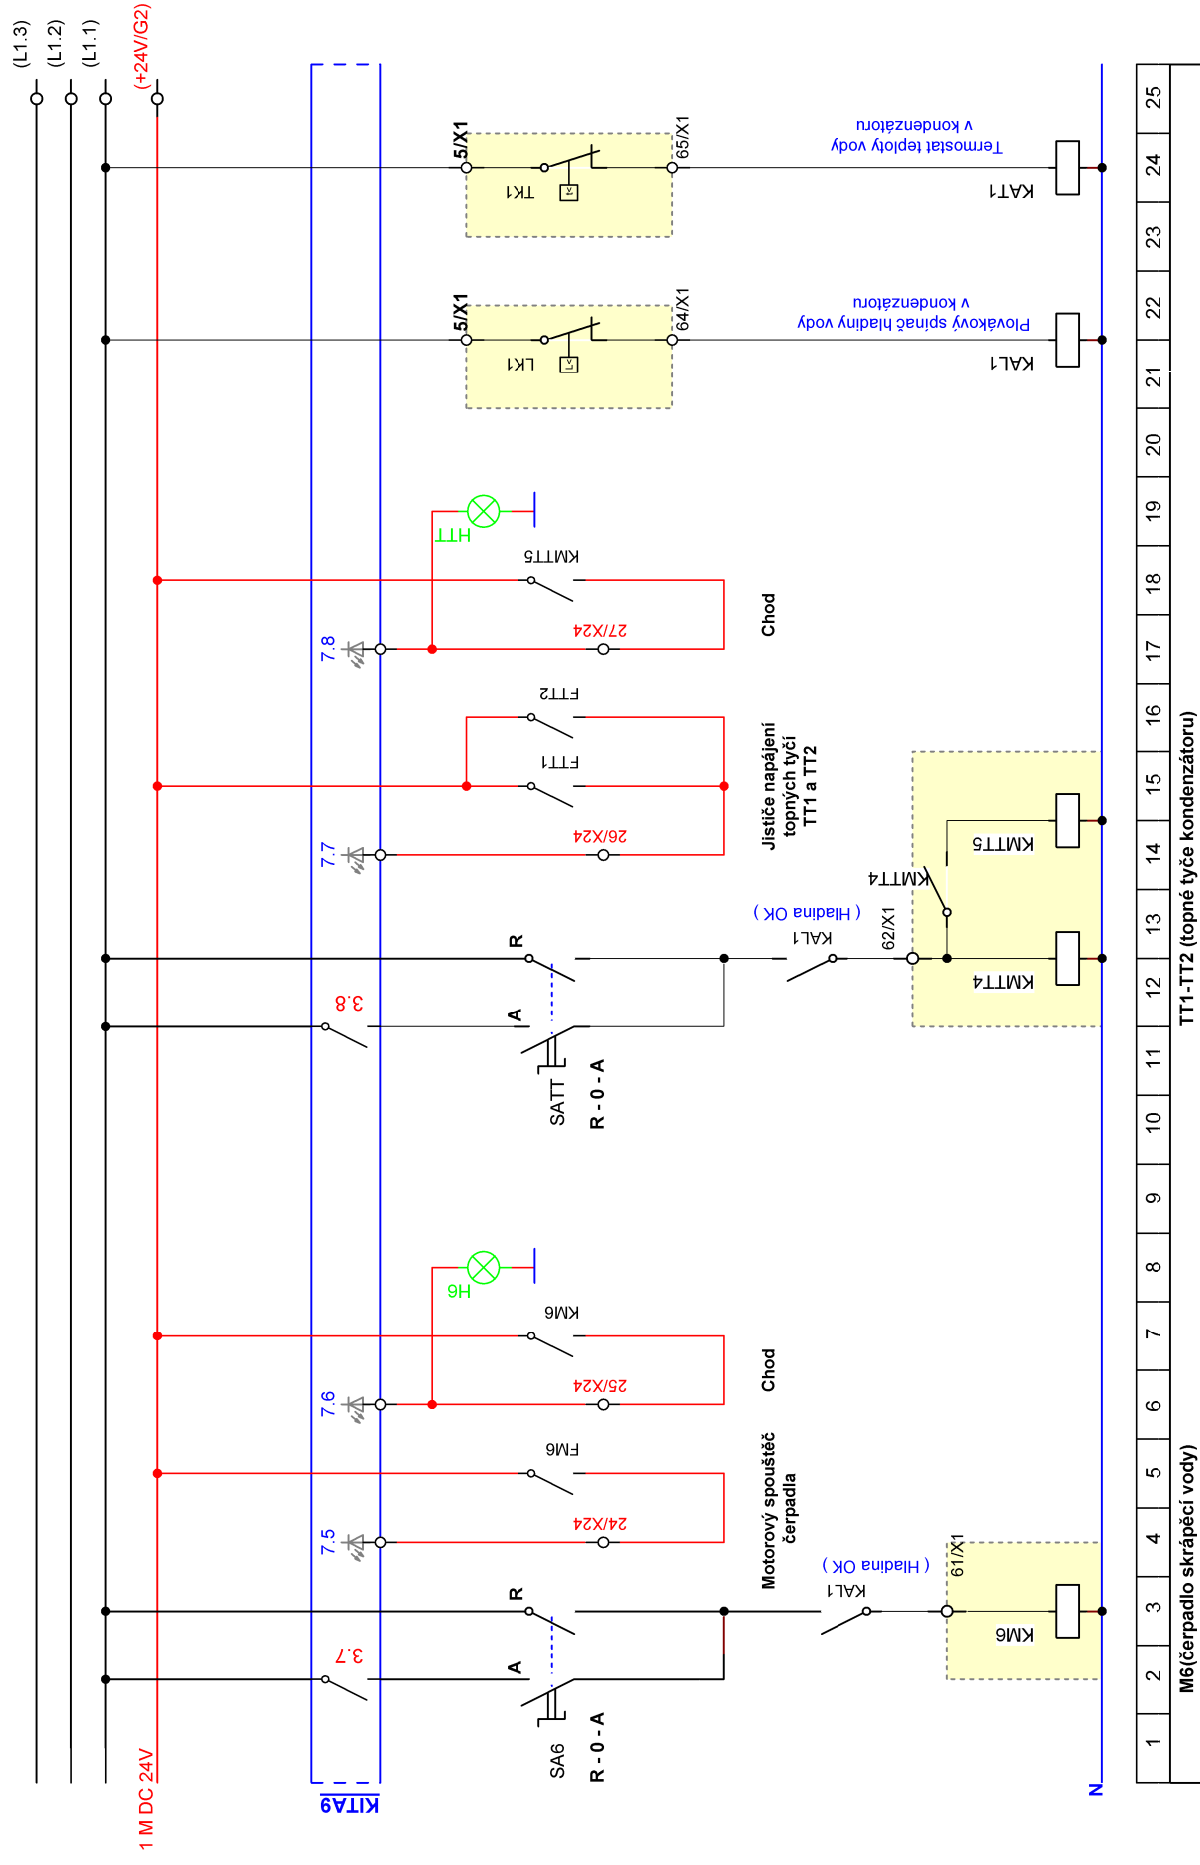 (L1.3)
(L1.2)
(L1.1)
(+24V/G2)
1 M DC 24V
KITA9
3.7
7.5
7.6
3.8
7.7
7.8
SA6
R - 0 - A
A
R
24/X24
FM6
25/X24
KM6
H6
Motorový spouštěč
čerpadla
Chod
KAL1
( Hladina OK )
61/X1
KM6
SATT
R - 0 - A
A
R
26/X24
FTT1
FTT2
27/X24
KMTT5
HTT
Jističe napájení
topných tyčí
TT1 a TT2
Chod
KAL1
( Hladina OK )
62/X1
KMTT4
KMTT4
KMTT5
5/X1
LK1
L<
64/X1
Plovákový spínač hladiny vody
v kondenzátoru
KAL1
5/X1
TK1
t<
65/X1
Termostat teploty vody
v kondenzátoru
KAT1
N
1 2 3 4 5 6 7 8 9 10 11 12 13 14 15 16 17 18 19 20 21 22 23 24 25
M6(čerpadlo skrápěcí vody)
TT1-TT2 (topné tyče kondenzátoru)